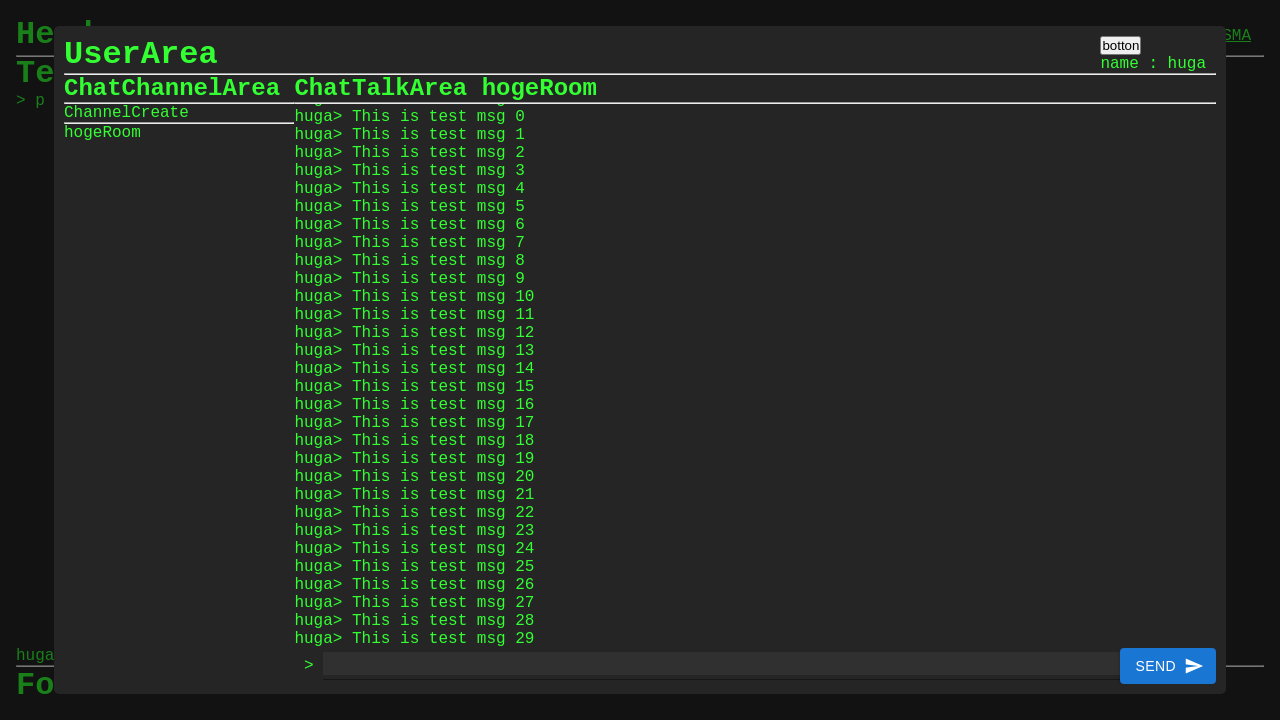 He
SMA
UserArea
botton
name : huga
Te
ChatChannelArea ChatTalkArea hogeRoom
> p
ChannelCreate
hogeRoom
huga> This is test msg 0
huga> This is test msg 1
huga> This is test msg 2
huga> This is test msg 3
huga> This is test msg 4
huga> This is test msg 5
huga> This is test msg 6
huga> This is test msg 7
huga> This is test msg 8
huga> This is test msg 9
huga> This is test msg 10
huga> This is test msg 11
huga> This is test msg 12
huga> This is test msg 13
huga> This is test msg 14
huga> This is test msg 15
huga> This is test msg 16
huga> This is test msg 17
huga> This is test msg 18
huga> This is test msg 19
huga> This is test msg 20
huga> This is test msg 21
huga> This is test msg 22
huga> This is test msg 23
huga> This is test msg 24
huga> This is test msg 25
huga> This is test msg 26
huga> This is test msg 27
huga> This is test msg 28
huga> This is test msg 29
huga
>
SEND
Fo